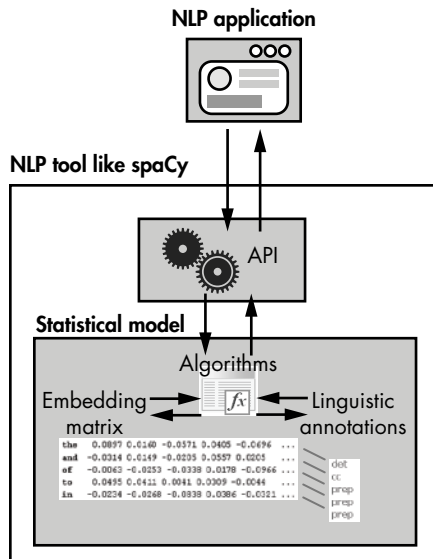 NLP application
NLP tool like spaCy
API
Statistical model
Algorithms
fx
Embedding
matrix
Linguistic
annotations
the 0.0897 0.0160 -0.0571 0.0405 -0.0696 ...
and -0.0314 0.0149 -0.0205 0.0557 0.0205 ...
of -0.0063 -0.0253 -0.0338 0.0178 -0.0966 ...
to 0.0495 0.0411 0.0041 0.0309 -0.0044 ...
in -0.0234 -0.0268 -0.0838 0.0386 -0.0321 ...
det
cc
prep
prep
prep